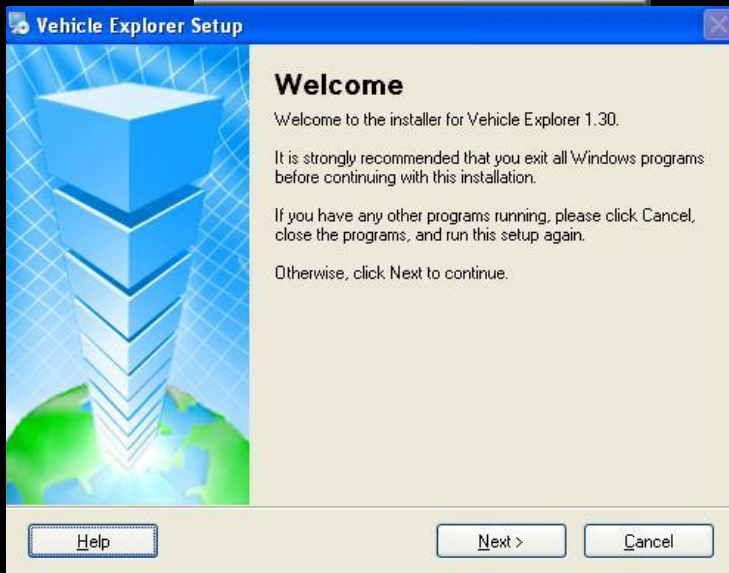 Vehicle Explorer Setup
Welcome
Welcome to the installer for Vehicle Explorer 1.30.
It is strongly recommended that you exit all Windows programs
before continuing with this installation.
If you have any other programs running, please click Cancel,
close the programs, and run this setup again.
Otherwise, click Next to continue.
Help
Next >
Cancel